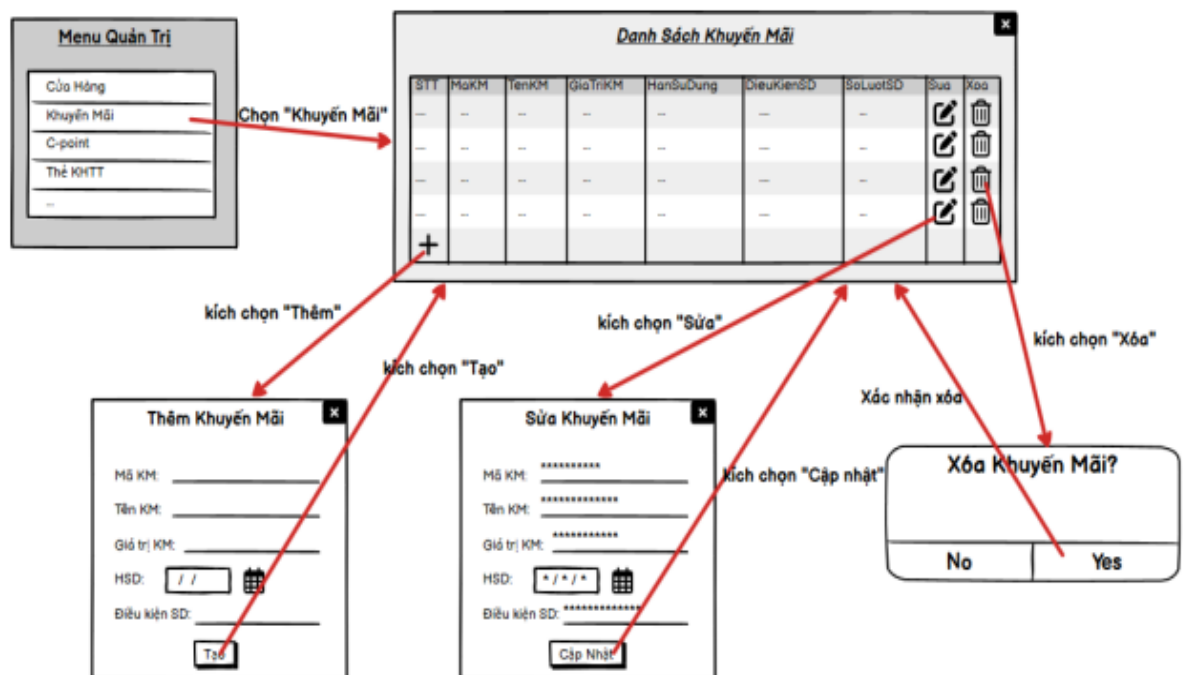 Menu Quản Trị
Cửa Hàng
Khuyến Mãi
C-point
Thẻ KHTT
...
Chọn "Khuyến Mãi"
Danh Sách Khuyến Mãi
x
STT MaKM TenKM GiaTriKM HanSuDung DieuKienSD SoLuotSD Sua Xoa
... ... ... ... ... ... ...
... ... ... ... ... ... ...
... ... ... ... ... ... ...
... ... ... ... ... ... ...
+
kích chọn "Thêm"
kích chọn "Tạo"
kích chọn "Sửa"
kích chọn "Xóa"
Xác nhận xóa
kích chọn "Cập nhật"
Thêm Khuyến Mãi
x
Mã KM:
Tên KM:
Giá trị KM:
HSD: / /
Điều kiện SD:
Tạo
Sửa Khuyến Mãi
x
Mã KM: **********
Tên KM: *************
Giá trị KM: ***********
HSD: */*/*
Điều kiện SD: *************
Cập Nhật
Xóa Khuyến Mãi?
No
Yes